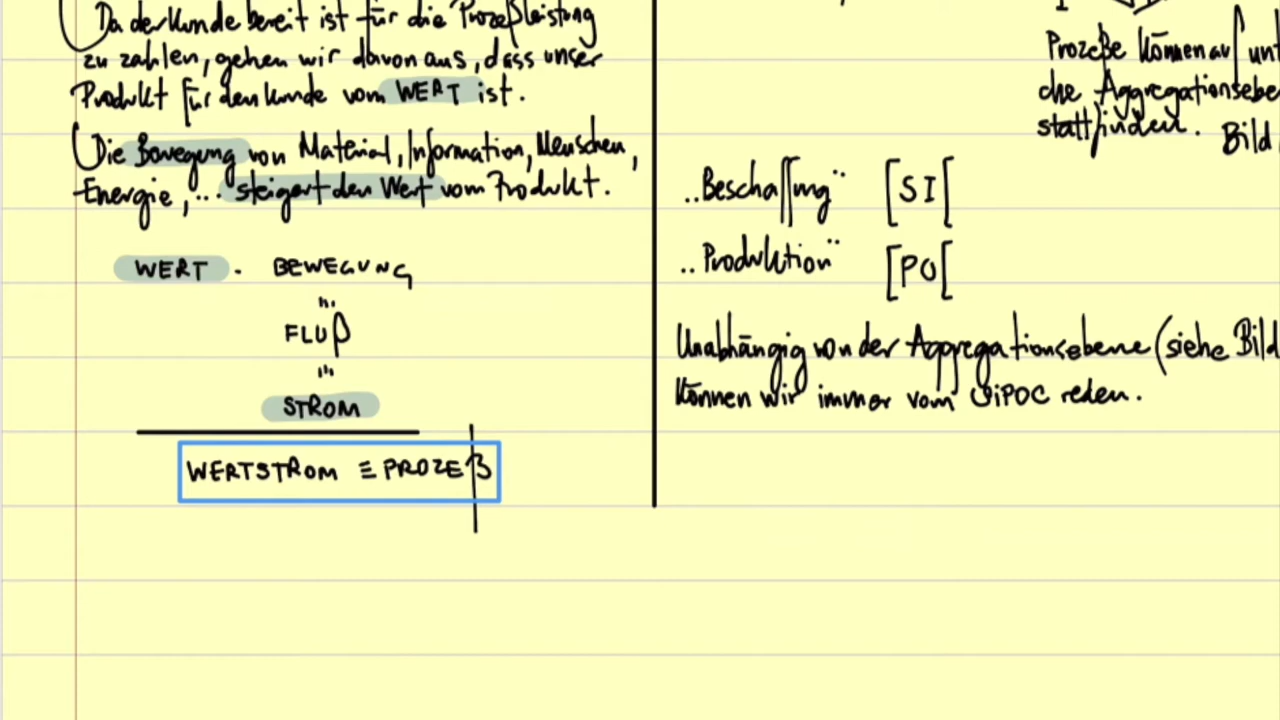 Da der Kunde bereit ist für die Prozeßleistung
zu zahlen, gehen wir davon aus, dass unser
Produkt für den Kunde vom WERT ist.
Die Bewegung von Material, Information, Menschen,
Energie, ... steigert den Wert vom Produkt.
WERT . BEWEGUNG
FLUß
STROM
WERTSTROM ≡ PROZEß
Prozeße können auf unt
che Aggregationsebe
stattfinden. Bild
..Beschaffung¨ [SI[
..Produktion¨ [PO[
Unabhängig von der Aggregationsebene (siehe Bild
können wir immer vom SiPOC reden.